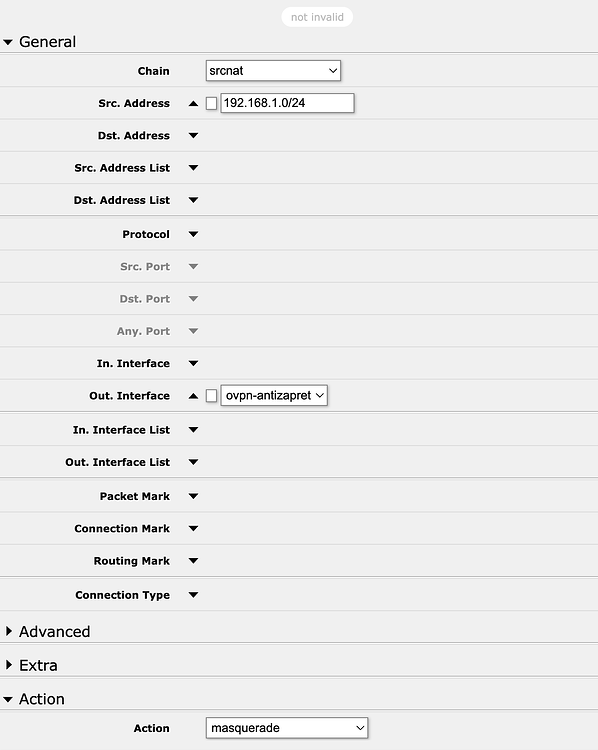 not invalid
General
Chain srcnat
Src. Address 192.168.1.0/24
Dst. Address
Src. Address List
Dst. Address List
Protocol
Src. Port
Dst. Port
Any. Port
In. Interface
Out. Interface ovpn-antizapret
In. Interface List
Out. Interface List
Packet Mark
Connection Mark
Routing Mark
Connection Type
Advanced
Extra
Action
Action masquerade